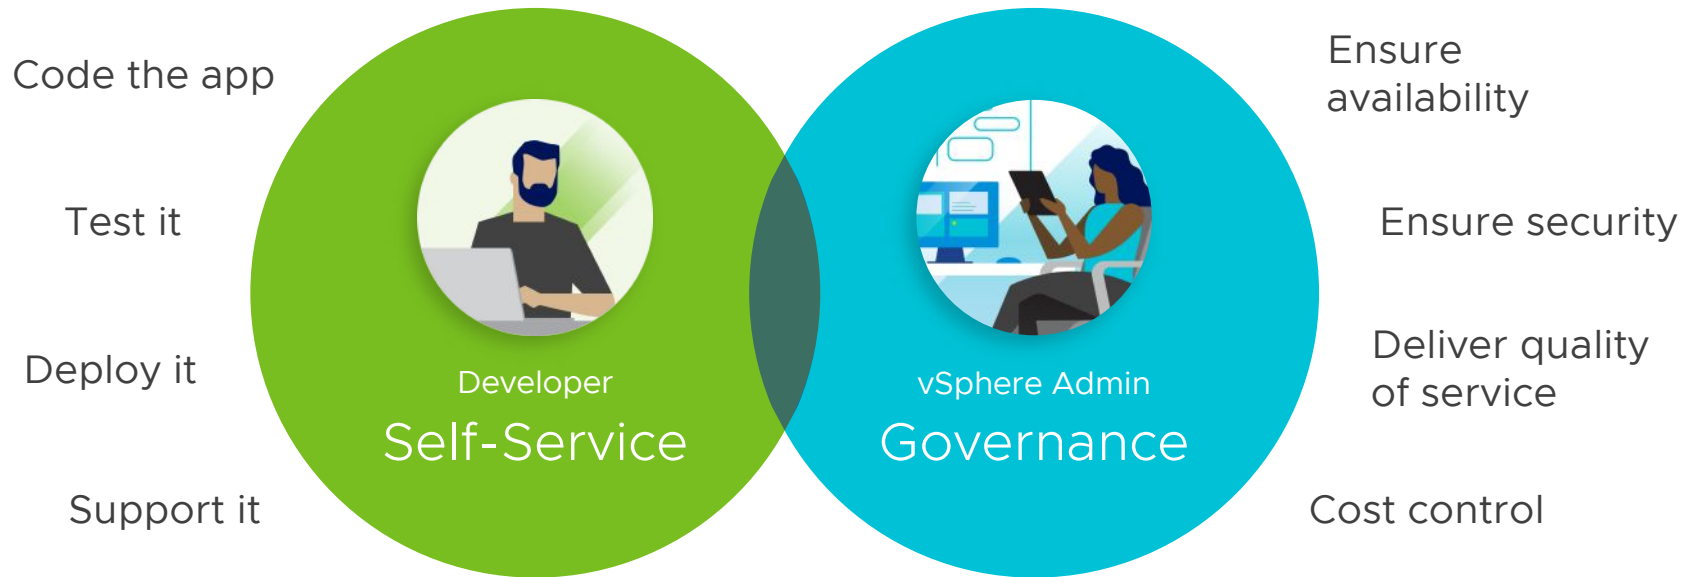 Code the app
Test it
Deploy it
Support it
Developer
Self-Service
vSphere Admin
Governance
Ensure
availability
Ensure security
Deliver quality
of service
Cost control